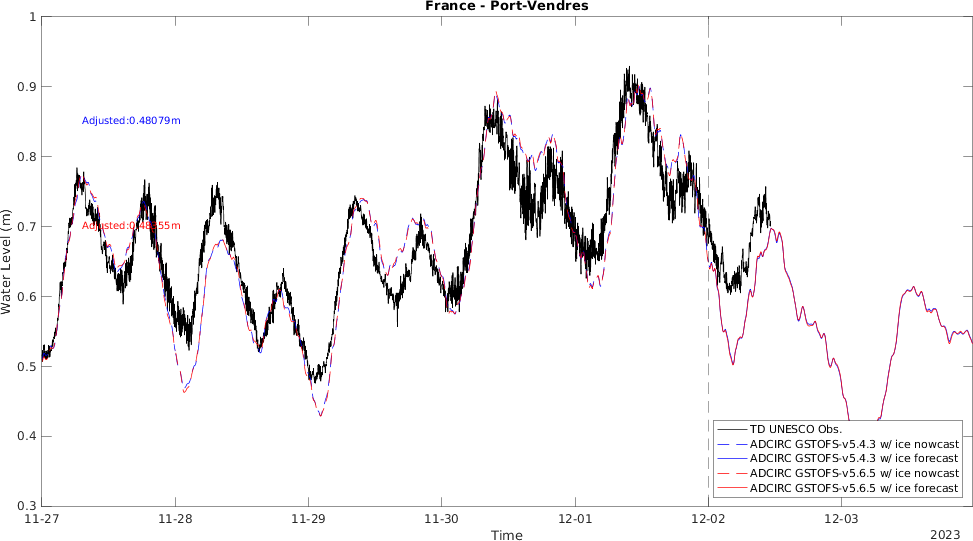 France - Port-Vendres
Water Level (m)
1
0.9
0.8
0.7
0.6
0.5
0.4
0.3
Adjusted:0.48079m
11-27
11-28
11-29
11-30
12-01
12-02
12-03
Time
2023
TD UNESCO Obs.
ADCIRC GSTOFS-v5.4.3 w/ ice nowcast
ADCIRC GSTOFS-v5.4.3 w/ ice forecast
ADCIRC GSTOFS-v5.6.5 w/ ice nowcast
ADCIRC GSTOFS-v5.6.5 w/ ice forecast